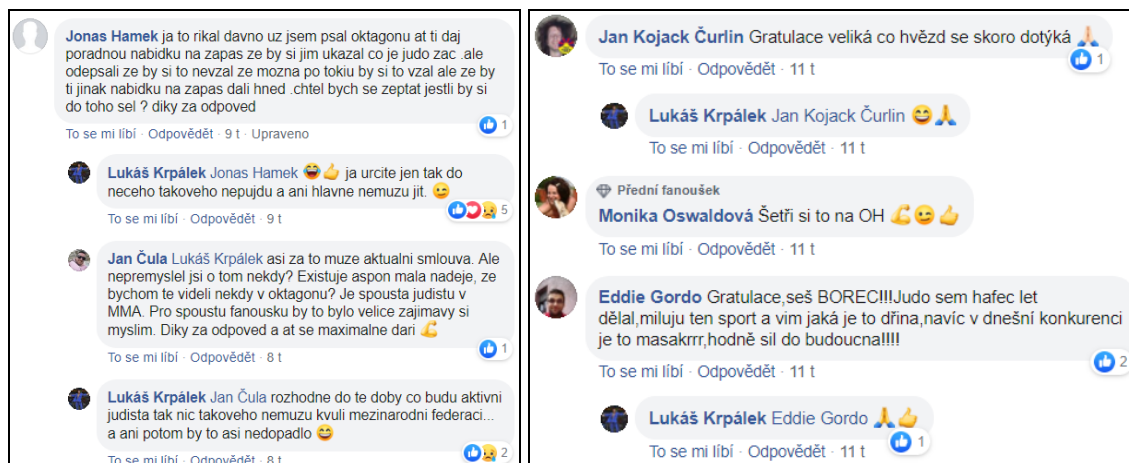 Jonas Hamek ja to rikal davno uz jsem psal oktagonu at ti daj
poradnou nabidku na zapas ze by si jim ukazal co je judo zac .ale
odepsali ze by si to nevzal ze mozna po tokiu by si to vzal ale ze by
ti jinak nabidku na zapas dali hned .chtel bych se zeptat jestli by si
do toho sel ? diky za odpoved
1
To se mi líbí · Odpovědět · 9 t · Upraveno
Lukáš Krpálek Jonas Hamek 😂👍 ja urcite jen tak do
neceho takoveho nepujdu a ani hlavne nemuzu jit. 😉
5
To se mi líbí · Odpovědět · 9 t
Jan Čula Lukáš Krpálek asi za to muze aktualni smlouva. Ale
nepremyslel jsi o tom nekdy? Existuje aspon mala nadeje, ze
bychom te videli nekdy v oktagonu? Je spousta judistu v
MMA. Pro spoustu fanousku by to bylo velice zajimavy si
myslim. Diky za odpoved a at se maximalne dari 💪
1
To se mi líbí · Odpovědět · 8 t
Lukáš Krpálek Jan Čula rozhodne do te doby co budu aktivni
judista tak nic takoveho nemuzu kvuli mezinarodni federaci...
a ani potom by to asi nedopadlo 😄
2
To se mi líbí · Odpovědět · 8 t
Jan Kojack Čurlin Gratulace veliká co hvězd se skoro dotýká 🙏
1
To se mi líbí · Odpovědět · 11 t
Lukáš Krpálek Jan Kojack Čurlin 😄🙏
To se mi líbí · Odpovědět · 11 t
Přední fanoušek
Monika Oswaldová Šetři si to na OH 💪😉👍
To se mi líbí · Odpovědět · 11 t
Eddie Gordo Gratulace,seš BOREC!!!Judo sem hafec let
dělal,miluju ten sport a vim jaká je to dřina,navíc v dnešní konkurenci
je to masakrrr,hodně sil do budoucna!!!!
2
To se mi líbí · Odpovědět · 11 t
Lukáš Krpálek Eddie Gordo 🙏👍
1
To se mi líbí · Odpovědět · 11 t